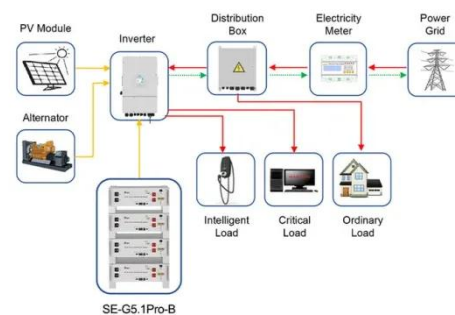 PV Module
Inverter
Distribution
Box
Electricity
Meter
Power
Grid
Alternator
Intelligent
Load
Critical
Load
Ordinary
Load
SE-G5.1Pro-B